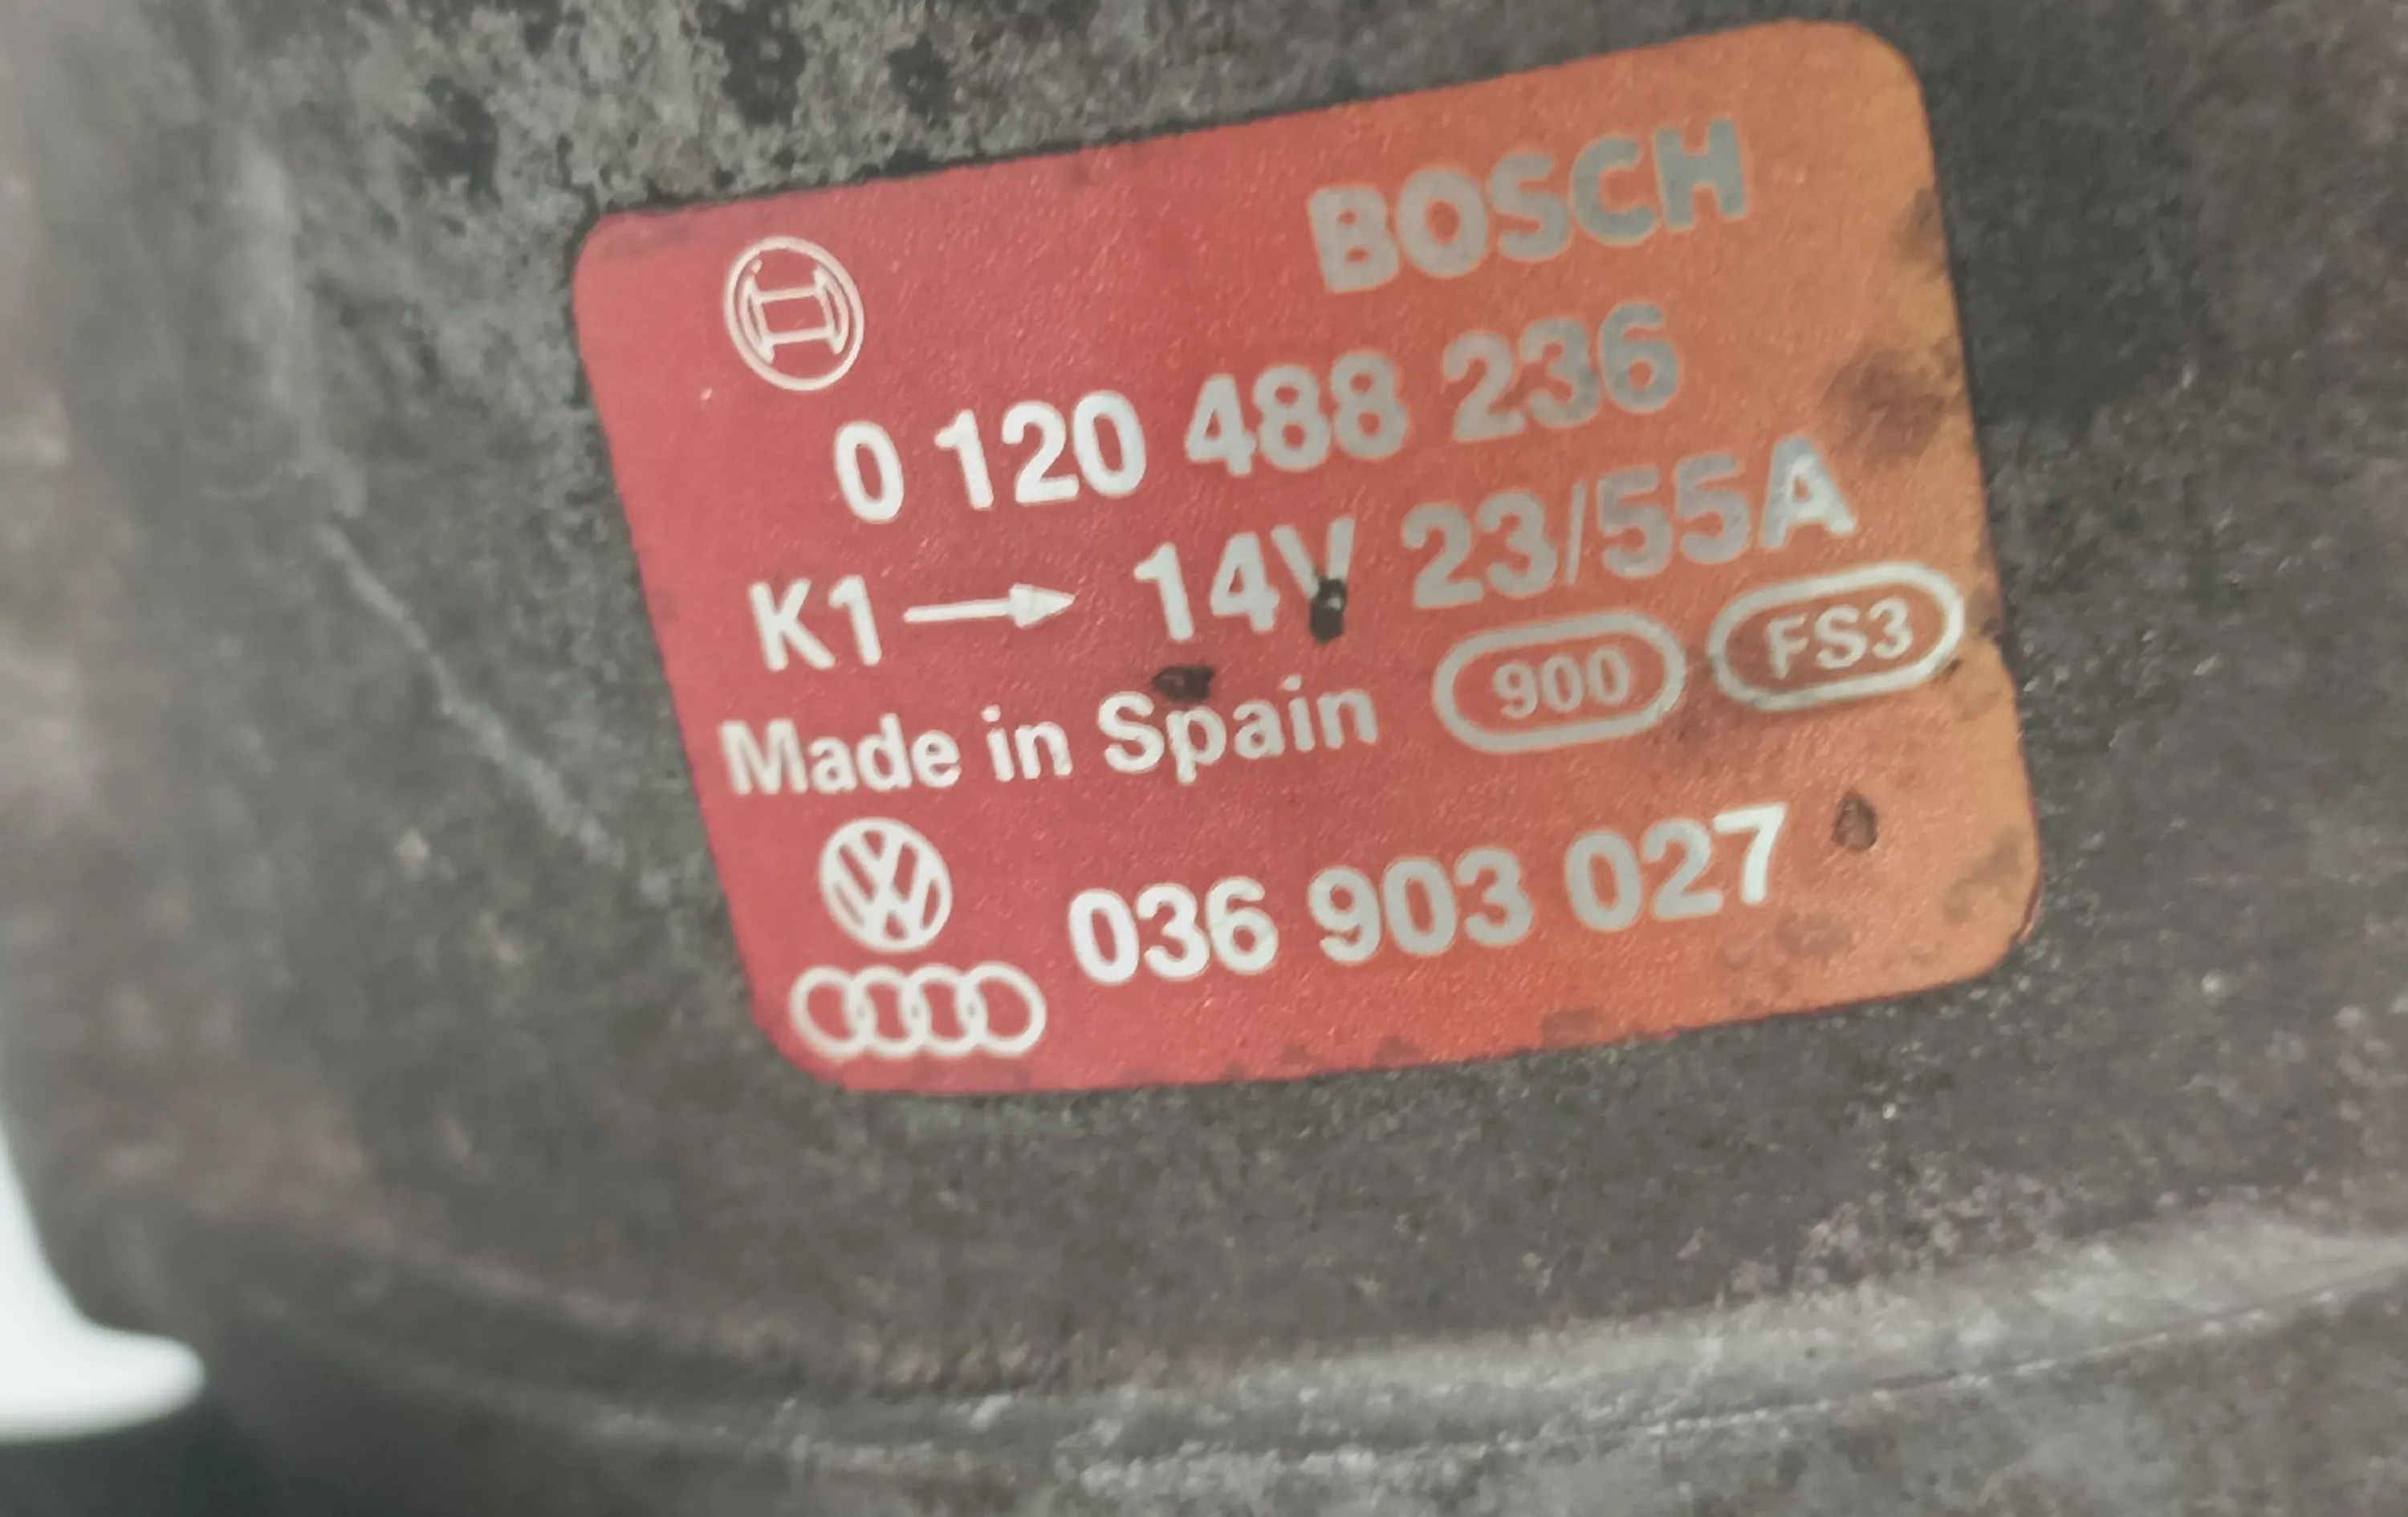 BOSCH
0 120 488 236
K1 → 14V 23/55A
Made in Spain 900 FS3
036 903 027